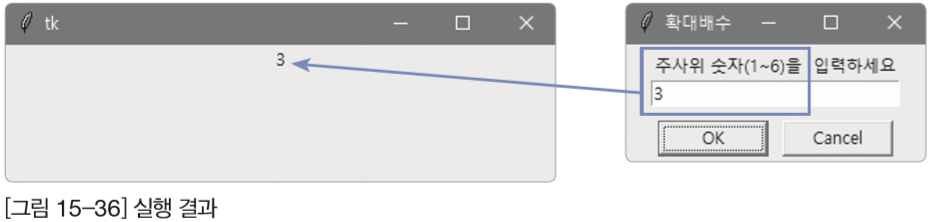 tk
3
확대배수
주사위 숫자(1~6)을 입력하세요
3
OK
Cancel
[그림 15-36] 실행 결과